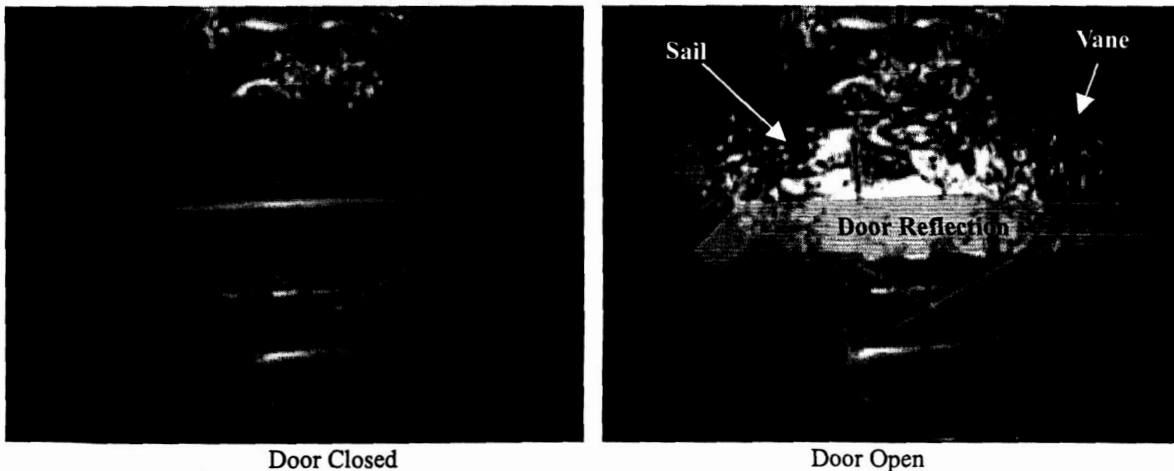 Sail
Vane
Door Reflection
Door Closed
Door Open